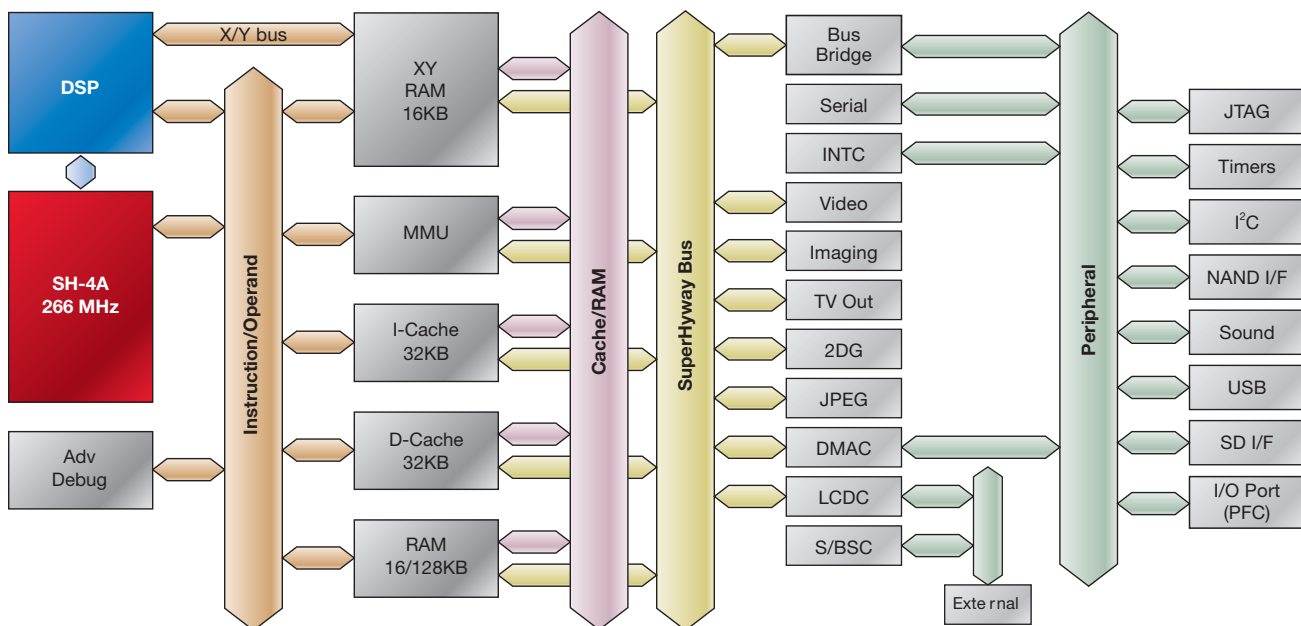 DSP
X/Y bus
SH-4A
266 MHz
Adv
Debug
Instruction/Operand
XY
RAM
16KB
MMU
I-Cache
32KB
D-Cache
32KB
RAM
16/128KB
Cache/RAM
SuperHyway Bus
Bus
Bridge
Serial
INTC
Video
Imaging
TV Out
2DG
JPEG
DMAC
LCDC
S/BSC
External
Peripheral
JTAG
Timers
I²C
NAND I/F
Sound
USB
SD I/F
I/O Port
(PFC)